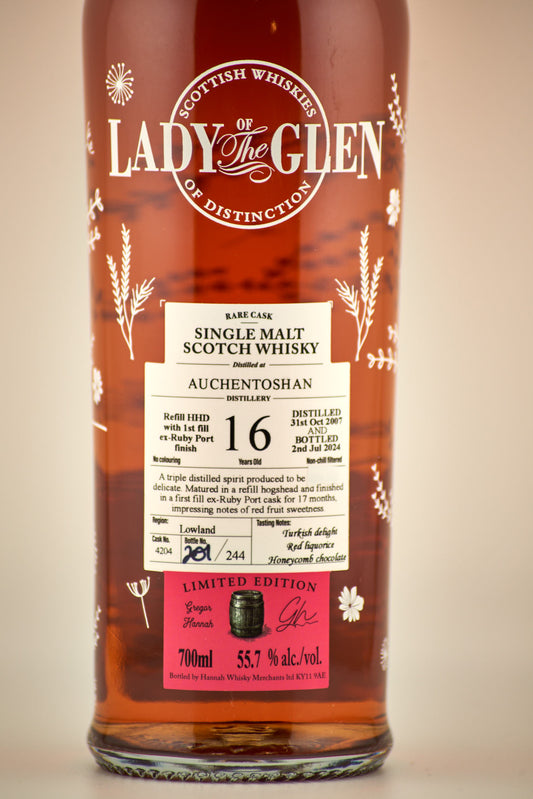 SCOTTISH WHISKIES
LADY OF The GLEN
OF DISTINCTION
RARE CASK
SINGLE MALT
SCOTCH WHISKY
Distilled at
AUCHENTOSHAN
DISTILLERY
Refill HHD
with 1st fill
ex-Ruby Port
finish
No colouring
16
Years Old
DISTILLED
31st Oct 2007
AND
BOTTLED
2nd Jul 2024
Non-chill filtered
A triple distilled spirit produced to be
delicate. Matured in a refill hogshead and finished
in a first fill ex-Ruby Port cask for 17 months,
impressing notes of red fruit sweetness
Region:
Lowland
Cask No.
4204
Bottle No.
/ 244
Tasting Notes:
Turkish delight
Red liquorice
Honeycomb chocolate
LIMITED EDITION
Gregor
Hannah
700ml 55.7 % alc./vol.
Bottled by Hannah Whisky Merchants ltd KY11 9AE